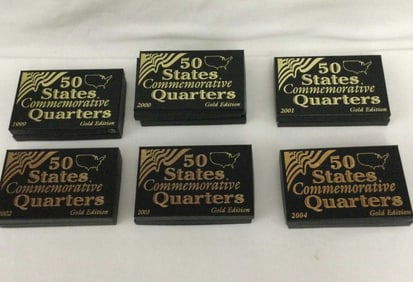 50
States
Commemorative
Quarters
1999
Gold Edition
50
States
Commemorative
Quarters
2000
Gold Edition
50
States
Commemorative
Quarters
2001
Gold Edition
50
States
Commemorative
Quarters
2002
Gold Edition
50
States
Commemorative
Quarters
2003
Gold Edition
50
States
Commemorative
Quarters
2004
Gold Edition